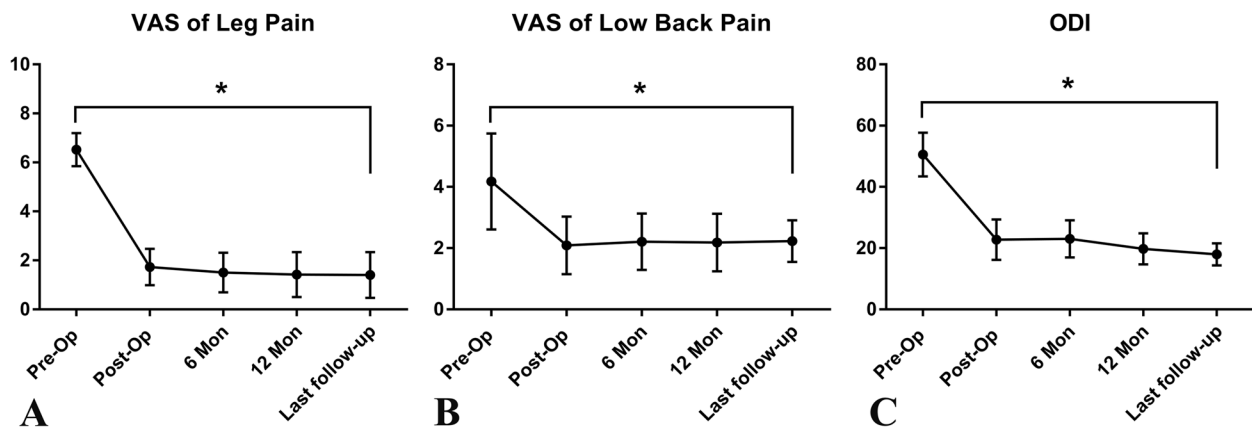 VAS of Leg Pain
10
8
6
4
2
0
*
Pre-Op
Post-Op
6 Mon
12 Mon
Last follow-up
A
VAS of Low Back Pain
8
6
4
2
0
*
Pre-Op
Post-Op
6 Mon
12 Mon
Last follow-up
B
ODI
80
60
40
20
0
*
Pre-Op
Post-Op
6 Mon
12 Mon
Last follow-up
C